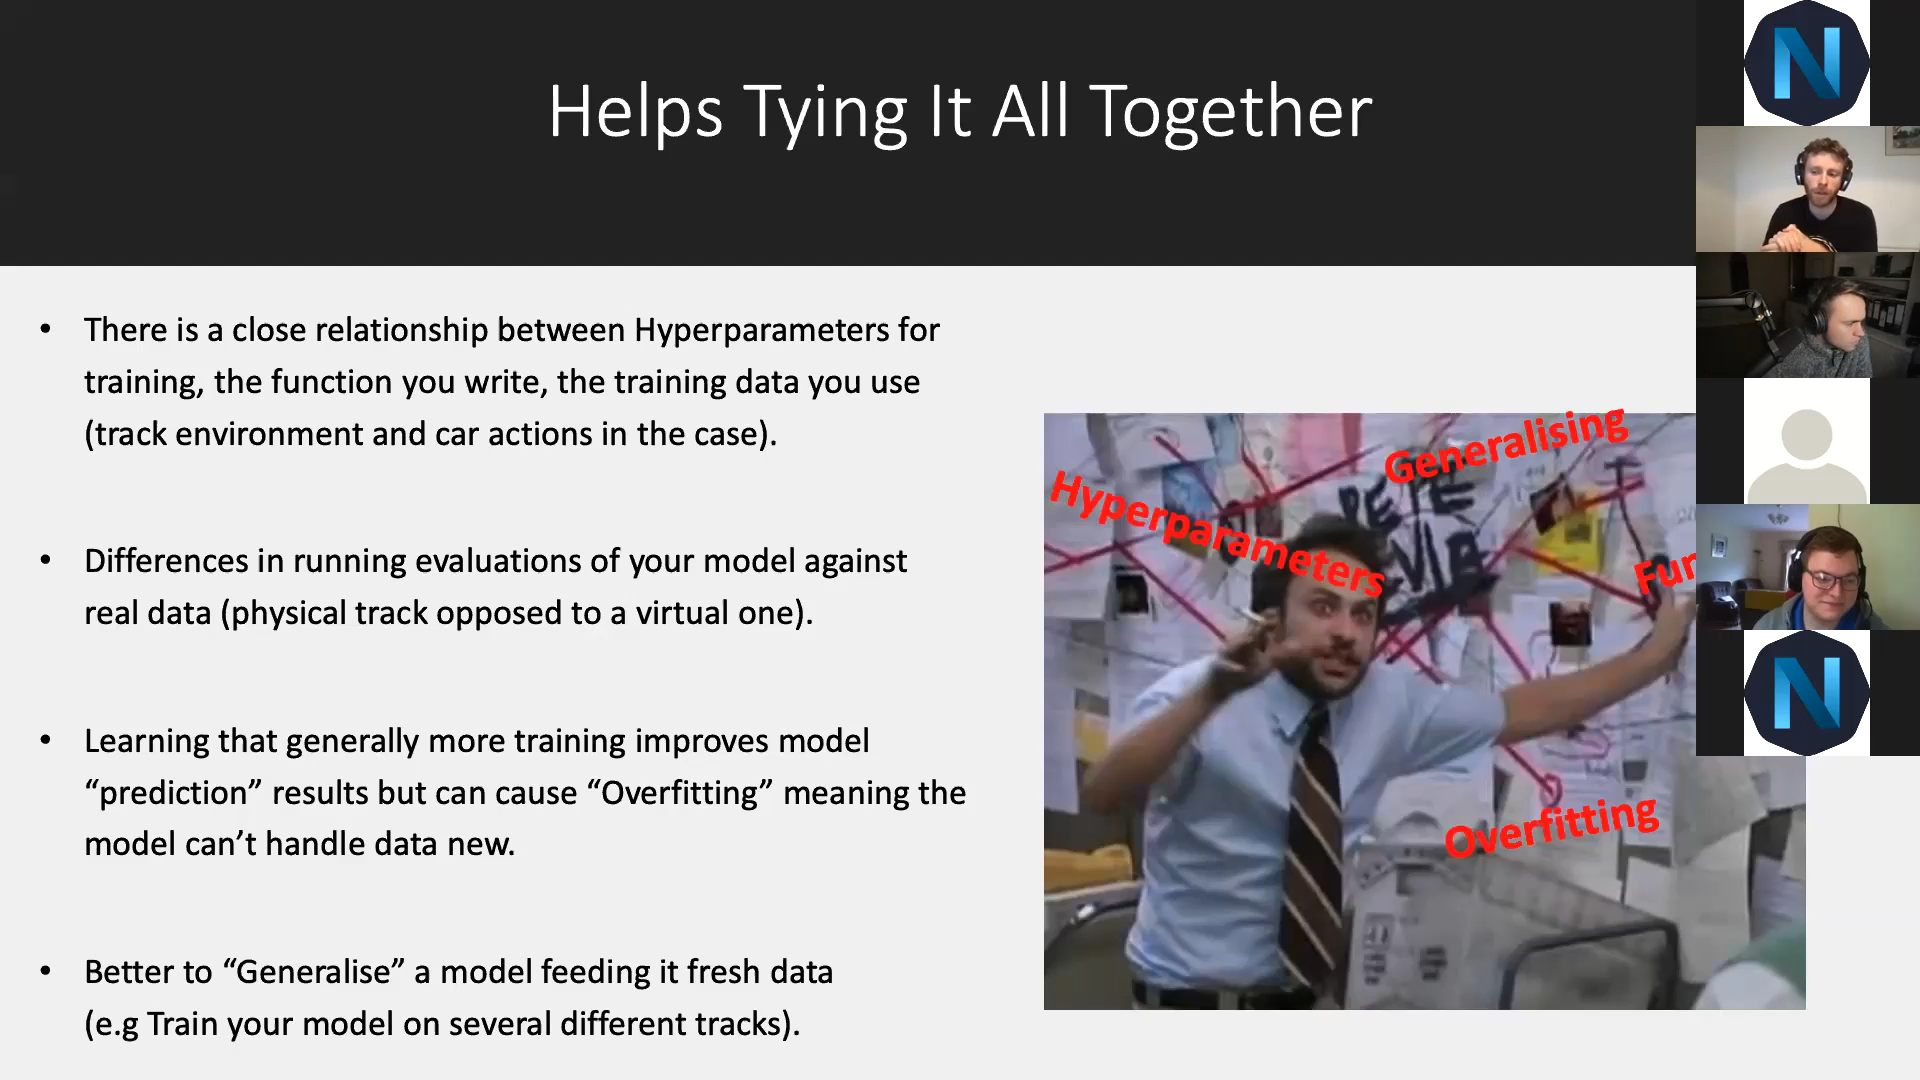 Helps Tying It All Together
• There is a close relationship between Hyperparameters for
training, the function you write, the training data you use
(track environment and car actions in the case).
• Differences in running evaluations of your model against
real data (physical track opposed to a virtual one).
• Learning that generally more training improves model
“prediction” results but can cause “Overfitting” meaning the
model can’t handle data new.
• Better to “Generalise” a model feeding it fresh data
(e.g Train your model on several different tracks).
Generalising
Hyperparameters
Fun
Overfitting
PEPE
SILVIA
N
N